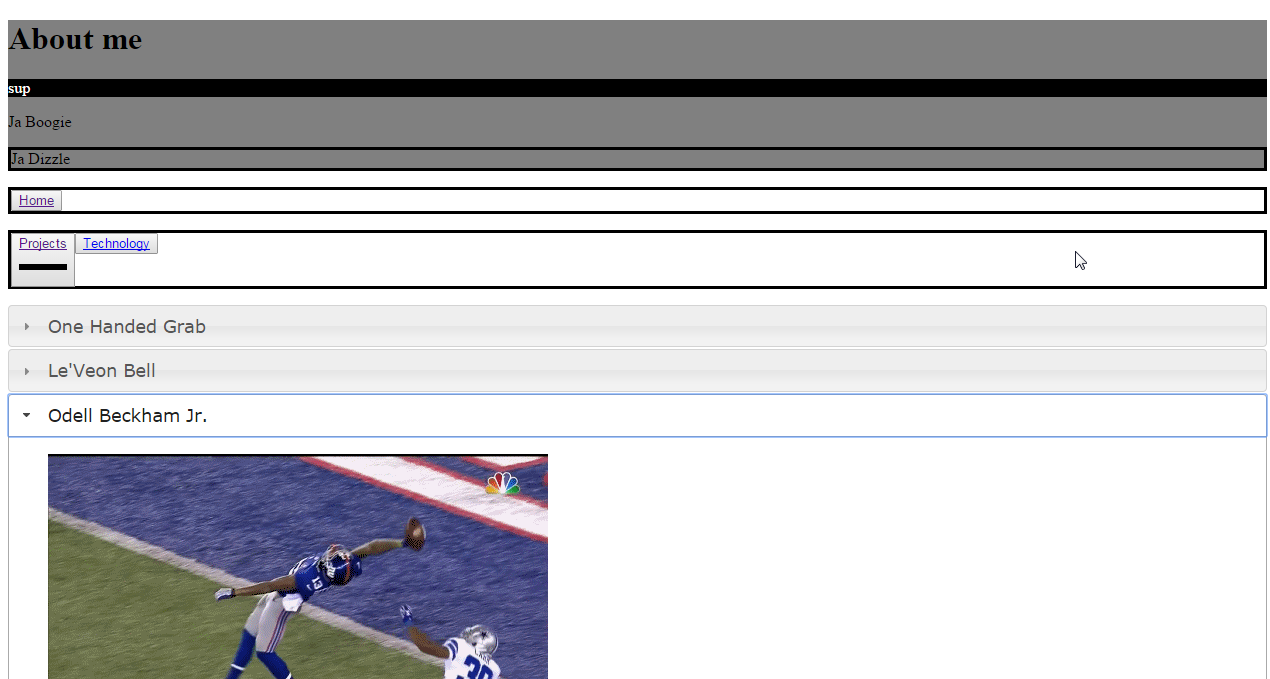 About me
sup
Ja Boogie
Ja Dizzle
Home
Projects Technology
One Handed Grab
Le'Veon Bell
Odell Beckham Jr.
13